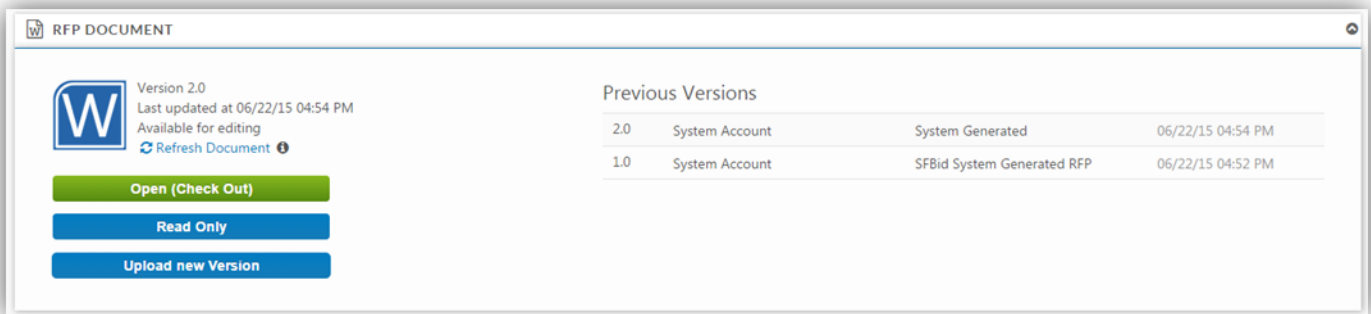 RFP DOCUMENT
W
Version 2.0
Last updated at 06/22/15 04:54 PM
Available for editing
Refresh Document
Open (Check Out)
Read Only
Upload new Version
Previous Versions
2.0 System Account System Generated 06/22/15 04:54 PM
1.0 System Account SFBid System Generated RFP 06/22/15 04:52 PM